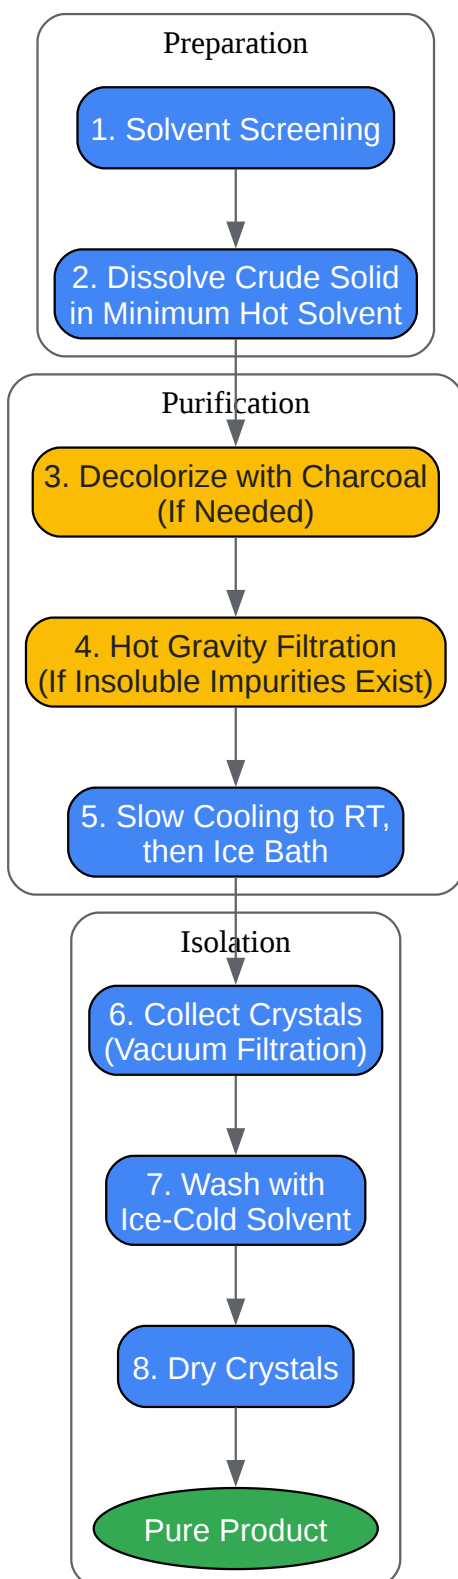 Preparation
1. Solvent Screening
2. Dissolve Crude Solid
in Minimum Hot Solvent
Purification
3. Decolorize with Charcoal
(If Needed)
4. Hot Gravity Filtration
(If Insoluble Impurities Exist)
5. Slow Cooling to RT,
then Ice Bath
Isolation
6. Collect Crystals
(Vacuum Filtration)
7. Wash with
Ice-Cold Solvent
8. Dry Crystals
Pure Product